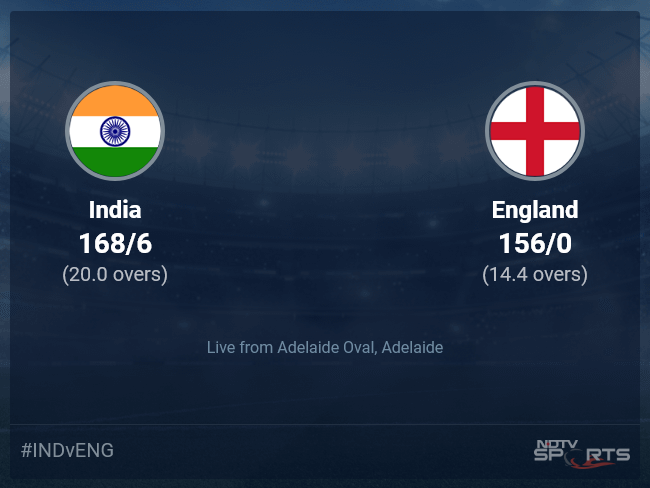 India
168/6
(20.0 overs)
England
156/0
(14.4 overs)
Live from Adelaide Oval, Adelaide
#INDvENG
NDTV
SPORTS